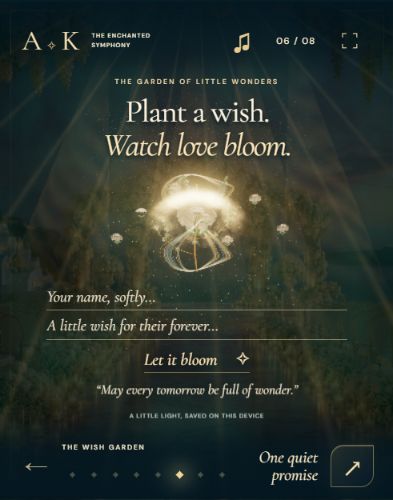 A ✧ K
THE ENCHANTED
SYMPHONY
06 / 08
THE GARDEN OF LITTLE WONDERS
Plant a wish.
Watch love bloom.
Your name, softly...
A little wish for their forever...
Let it bloom ✧
“May every tomorrow be full of wonder.”
A LITTLE LIGHT, SAVED ON THIS DEVICE
THE WISH GARDEN
One quiet
promise